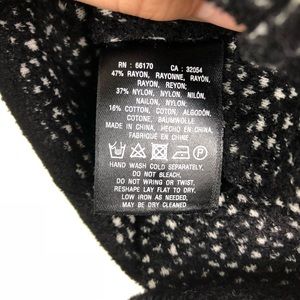 RN : 66170 CA : 32054
47% RAYON, RAYONNE, RAYÓN,
RAYON, REYON;
37% NYLON, NYLON, NILÓN,
NAILON, NYLON;
16% COTTON, COTON, ALGODÓN,
COTONE, BAUMWOLLE
MADE IN CHINA, HECHO EN CHINA,
FABRIQUÉ EN CHINE
HAND WASH COLD SEPARATELY.
DO NOT BLEACH.
DO NOT WRING OR TWIST.
RESHAPE LAY FLAT TO DRY.
LOW IRON AS NEEDED.
MAY BE DRY CLEANED